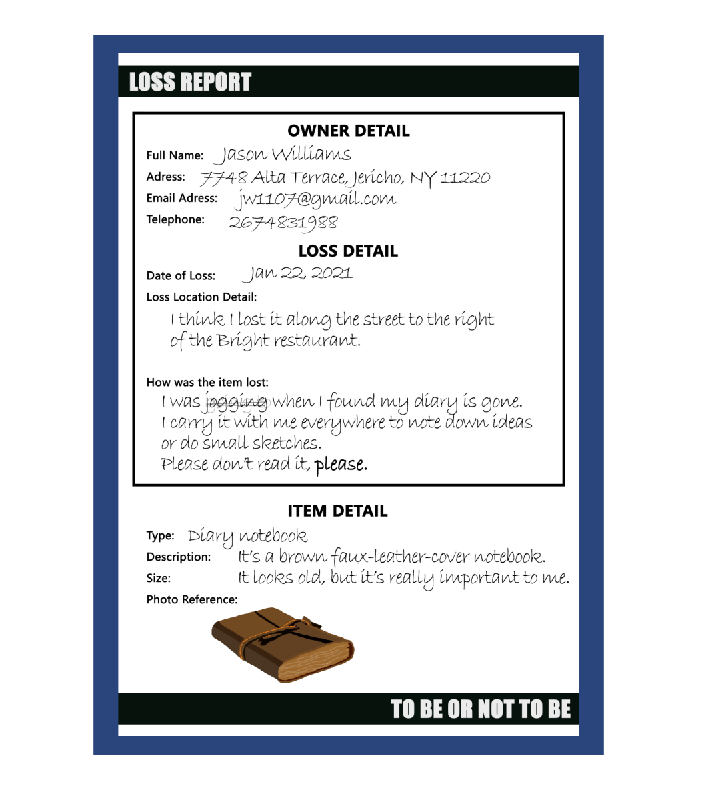 LOSS REPORT
OWNER DETAIL
Full Name: Jason Williams
Adress: 7748 Alta Terrace, Jericho, NY 11220
Email Adress: jw1107@gmail.com
Telephone: 2674831988
LOSS DETAIL
Date of Loss: Jan 22, 2021
Loss Location Detail:
I think I lost it along the street to the right
of the Bright restaurant.
How was the item lost:
I was jogging when I found my diary is gone.
I carry it with me everywhere to note down ideas
or do small sketches.
Please don't read it, please.
ITEM DETAIL
Type: Diary notebook
Description: It's a brown faux-leather-cover notebook.
Size: It looks old, but it's really important to me.
Photo Reference:
TO BE OR NOT TO BE